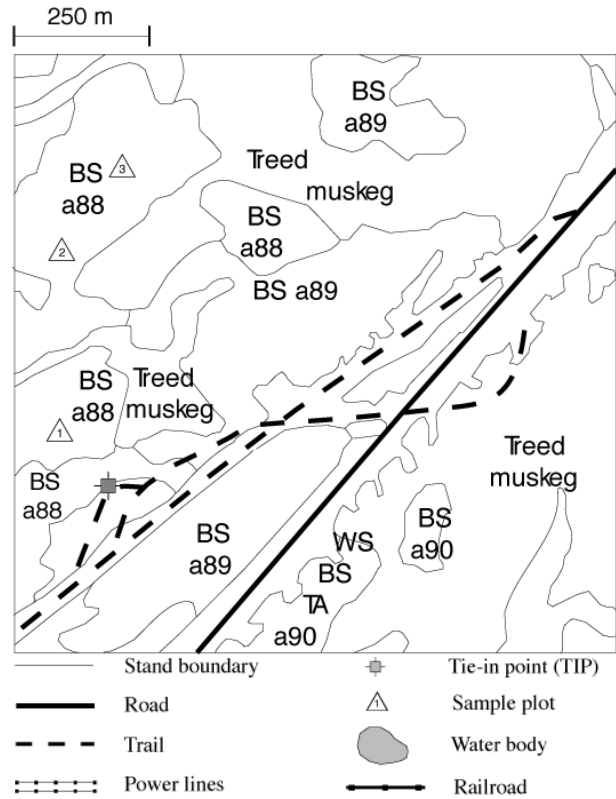 250 m
BS
a89
Treed
muskeg
3
BS
a88
BS
a88
2
BS a89
BS
a88
Treed
muskeg
1
BS
a88
Treed
muskeg
BS
a89
BS
a90
WS
BS
TA
a90
Stand boundary
Tie-in point (TIP)
Road
1
Sample plot
Trail
Water body
Power lines
Railroad